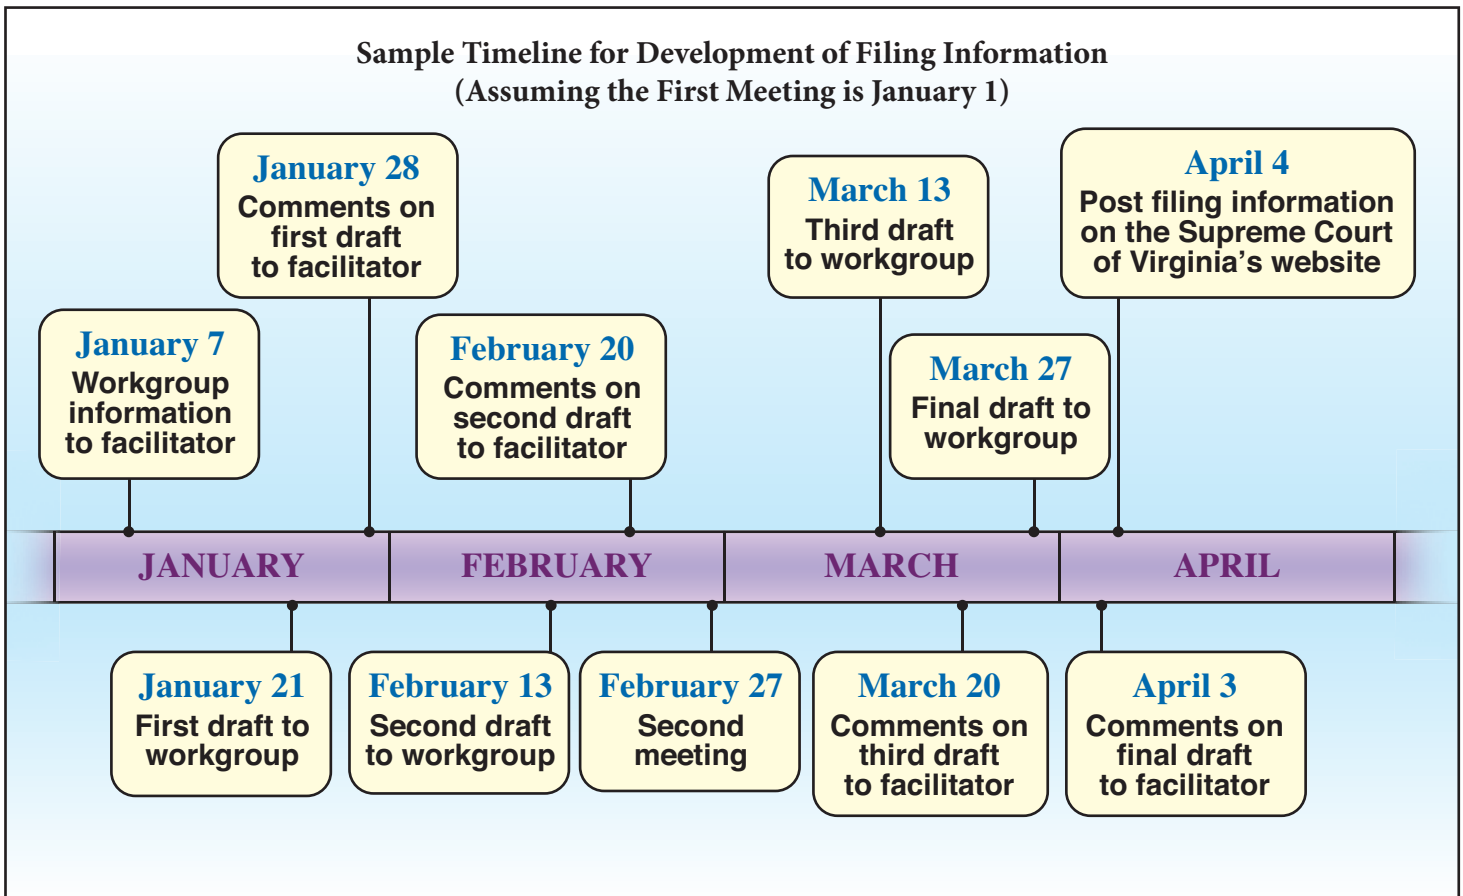 Sample Timeline for Development of Filing Information
(Assuming the First Meeting is January 1)
January 7
Workgroup
information
to facilitator
January 28
Comments on
first draft
to facilitator
February 20
Comments on
second draft
to facilitator
March 13
Third draft
to workgroup
March 27
Final draft to
workgroup
April 4
Post filing information
on the Supreme Court
of Virginia’s website
JANUARY
FEBRUARY
MARCH
APRIL
January 21
First draft to
workgroup
February 13
Second draft
to workgroup
February 27
Second
meeting
March 20
Comments on
third draft
to facilitator
April 3
Comments on
final draft
to facilitator